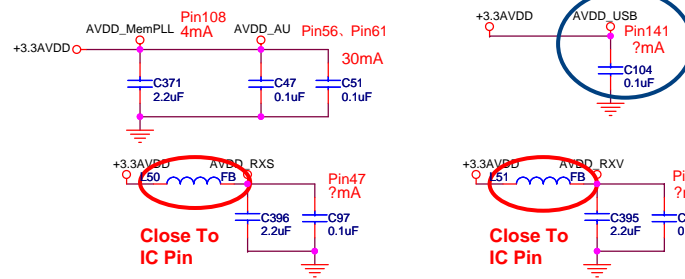 Pin108
4mA
AVDD_MemPLL
AVDD_AU
Pin56、Pin61
30mA
+3.3AVDD
C371
2.2uF
C47
0.1uF
C51
0.1uF
+3.3AVDD
AVDD_USB
Pin141
?mA
C104
0.1uF
+3.3AVDD
L50
FB
AVDD_RXS
Pin47
?mA
C396
2.2uF
C97
0.1uF
Close To
IC Pin
+3.3AVDD
L51
FB
AVDD_RXV
C395
2.2uF
Close To
IC Pin